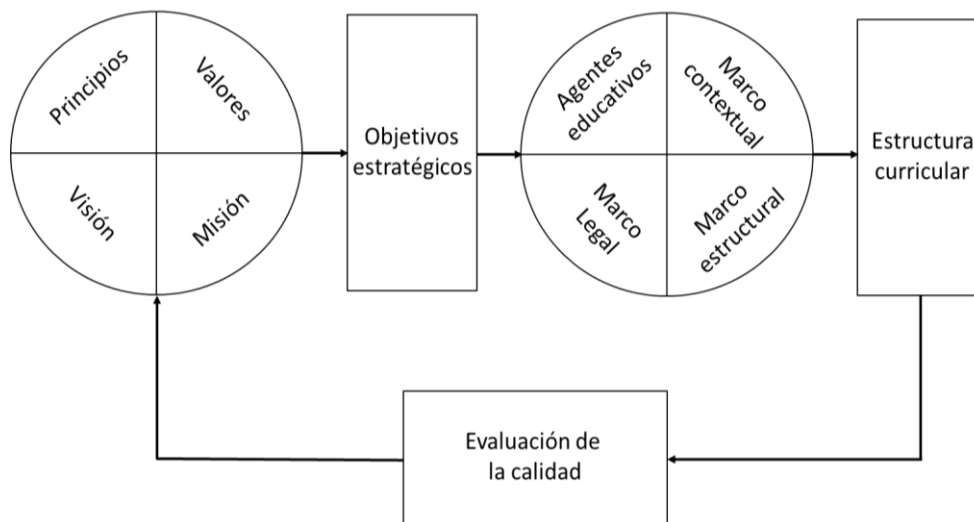 Principios
Valores
Visión
Misión
Objetivos
estratégicos
Agentes
educativos
Marco
contextual
Marco
Legal
Marco
estructural
Estructura
curricular
Evaluación de
la calidad